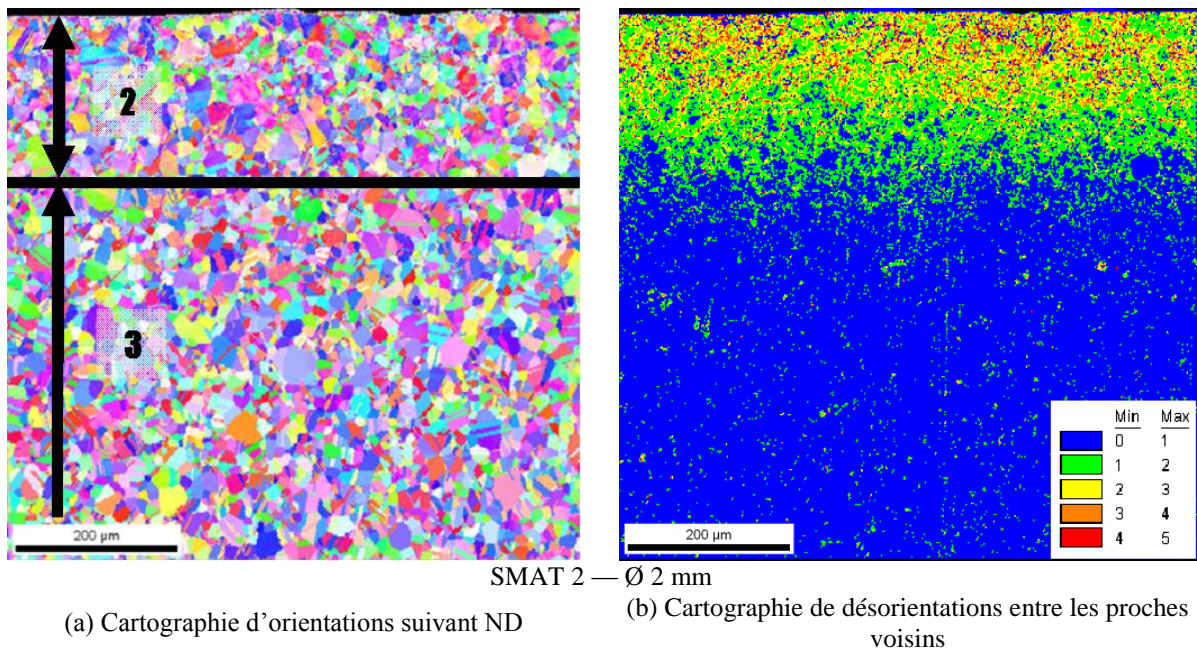 2
3
200 µm
200 µm
Min Max
0 1
1 2
2 3
3 4
4 5
SMAT 2 — Ø 2 mm
(a) Cartographie d’orientations suivant ND
(b) Cartographie de désorientations entre les proches
voisins